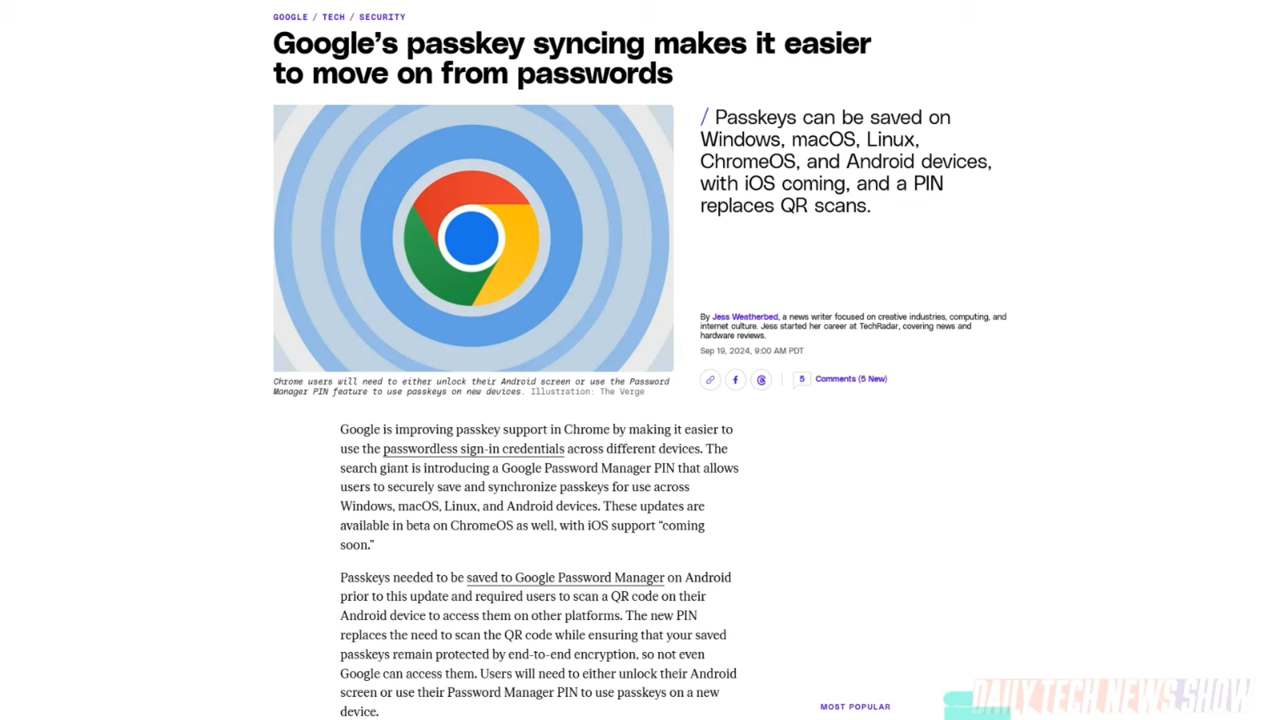 GOOGLE / TECH / SECURITY
Google’s passkey syncing makes it easier
to move on from passwords
/ Passkeys can be saved on
Windows, macOS, Linux,
ChromeOS, and Android devices,
with iOS coming, and a PIN
replaces QR scans.
By Jess Weatherbed, a news writer focused on creative industries, computing, and
internet culture. Jess started her career at TechRadar, covering news and
hardware reviews.
Sep 19, 2024, 9:00 AM PDT
5 Comments (5 New)
Chrome users will need to either unlock their Android screen or use the Password
Manager PIN feature to use passkeys on new devices. Illustration: The Verge
Google is improving passkey support in Chrome by making it easier to
use the passwordless sign-in credentials across different devices. The
search giant is introducing a Google Password Manager PIN that allows
users to securely save and synchronize passkeys for use across
Windows, macOS, Linux, and Android devices. These updates are
available in beta on ChromeOS as well, with iOS support “coming
soon.”
Passkeys needed to be saved to Google Password Manager on Android
prior to this update and required users to scan a QR code on their
Android device to access them on other platforms. The new PIN
replaces the need to scan the QR code while ensuring that your saved
passkeys remain protected by end-to-end encryption, so not even
Google can access them. Users will need to either unlock their Android
screen or use their Password Manager PIN to use passkeys on a new
device.
MOST POPULAR
DAILY TECH NEWS SHOW